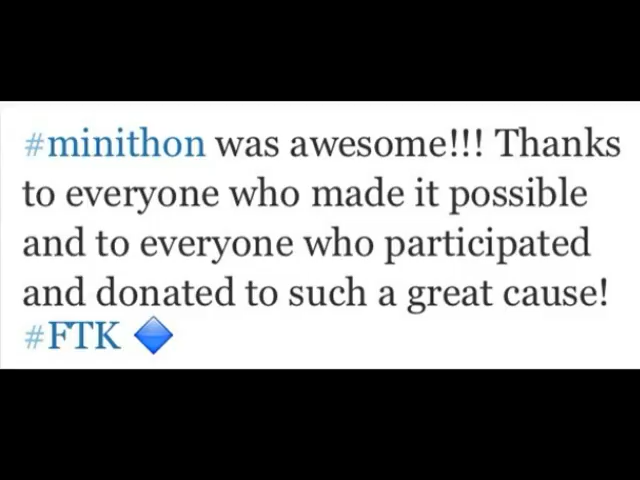 #minithon was awesome!!! Thanks
to everyone who made it possible
and to everyone who participated
and donated to such a great cause!
#FTK 🔷